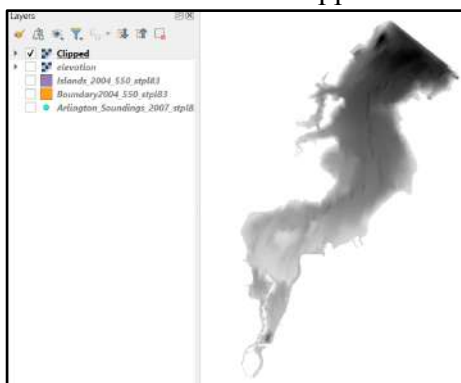 Layers
Clipped
elevation
Islands_2004_550_stpl83
Boundary2004_550_stpl83
Arlington_Soundings_2007_stpl8